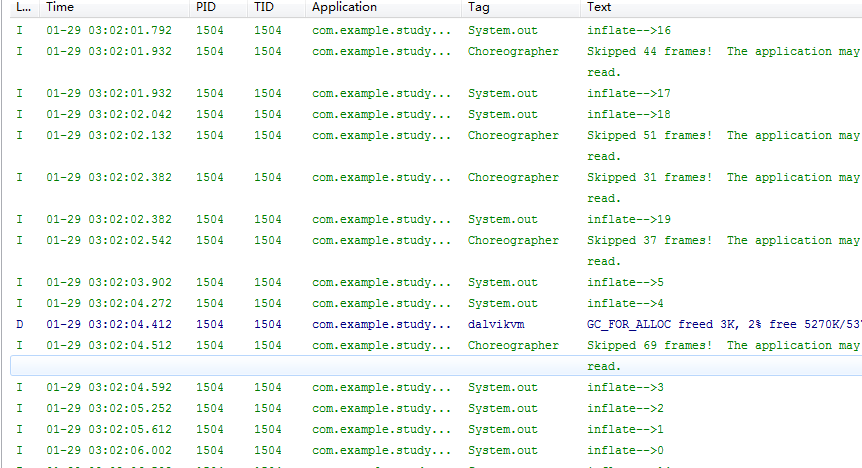 L... Time PID TID Application Tag Text
I 01-29 03:02:01.792 1504 1504 com.example.study... System.out inflate-->16
I 01-29 03:02:01.932 1504 1504 com.example.study... Choreographer Skipped 44 frames! The application may
read.
I 01-29 03:02:01.932 1504 1504 com.example.study... System.out inflate-->17
I 01-29 03:02:02.042 1504 1504 com.example.study... System.out inflate-->18
I 01-29 03:02:02.132 1504 1504 com.example.study... Choreographer Skipped 51 frames! The application may
read.
I 01-29 03:02:02.382 1504 1504 com.example.study... Choreographer Skipped 31 frames! The application may
read.
I 01-29 03:02:02.382 1504 1504 com.example.study... System.out inflate-->19
I 01-29 03:02:02.542 1504 1504 com.example.study... Choreographer Skipped 37 frames! The application may
read.
I 01-29 03:02:03.902 1504 1504 com.example.study... System.out inflate-->5
I 01-29 03:02:04.272 1504 1504 com.example.study... System.out inflate-->4
D 01-29 03:02:04.412 1504 1504 com.example.study... dalvikvm GC_FOR_ALLOC freed 3K, 2% free 5270K/537
I 01-29 03:02:04.512 1504 1504 com.example.study... Choreographer Skipped 69 frames! The application may
read.
I 01-29 03:02:04.592 1504 1504 com.example.study... System.out inflate-->3
I 01-29 03:02:05.252 1504 1504 com.example.study... System.out inflate-->2
I 01-29 03:02:05.612 1504 1504 com.example.study... System.out inflate-->1
I 01-29 03:02:06.002 1504 1504 com.example.study... System.out inflate-->0